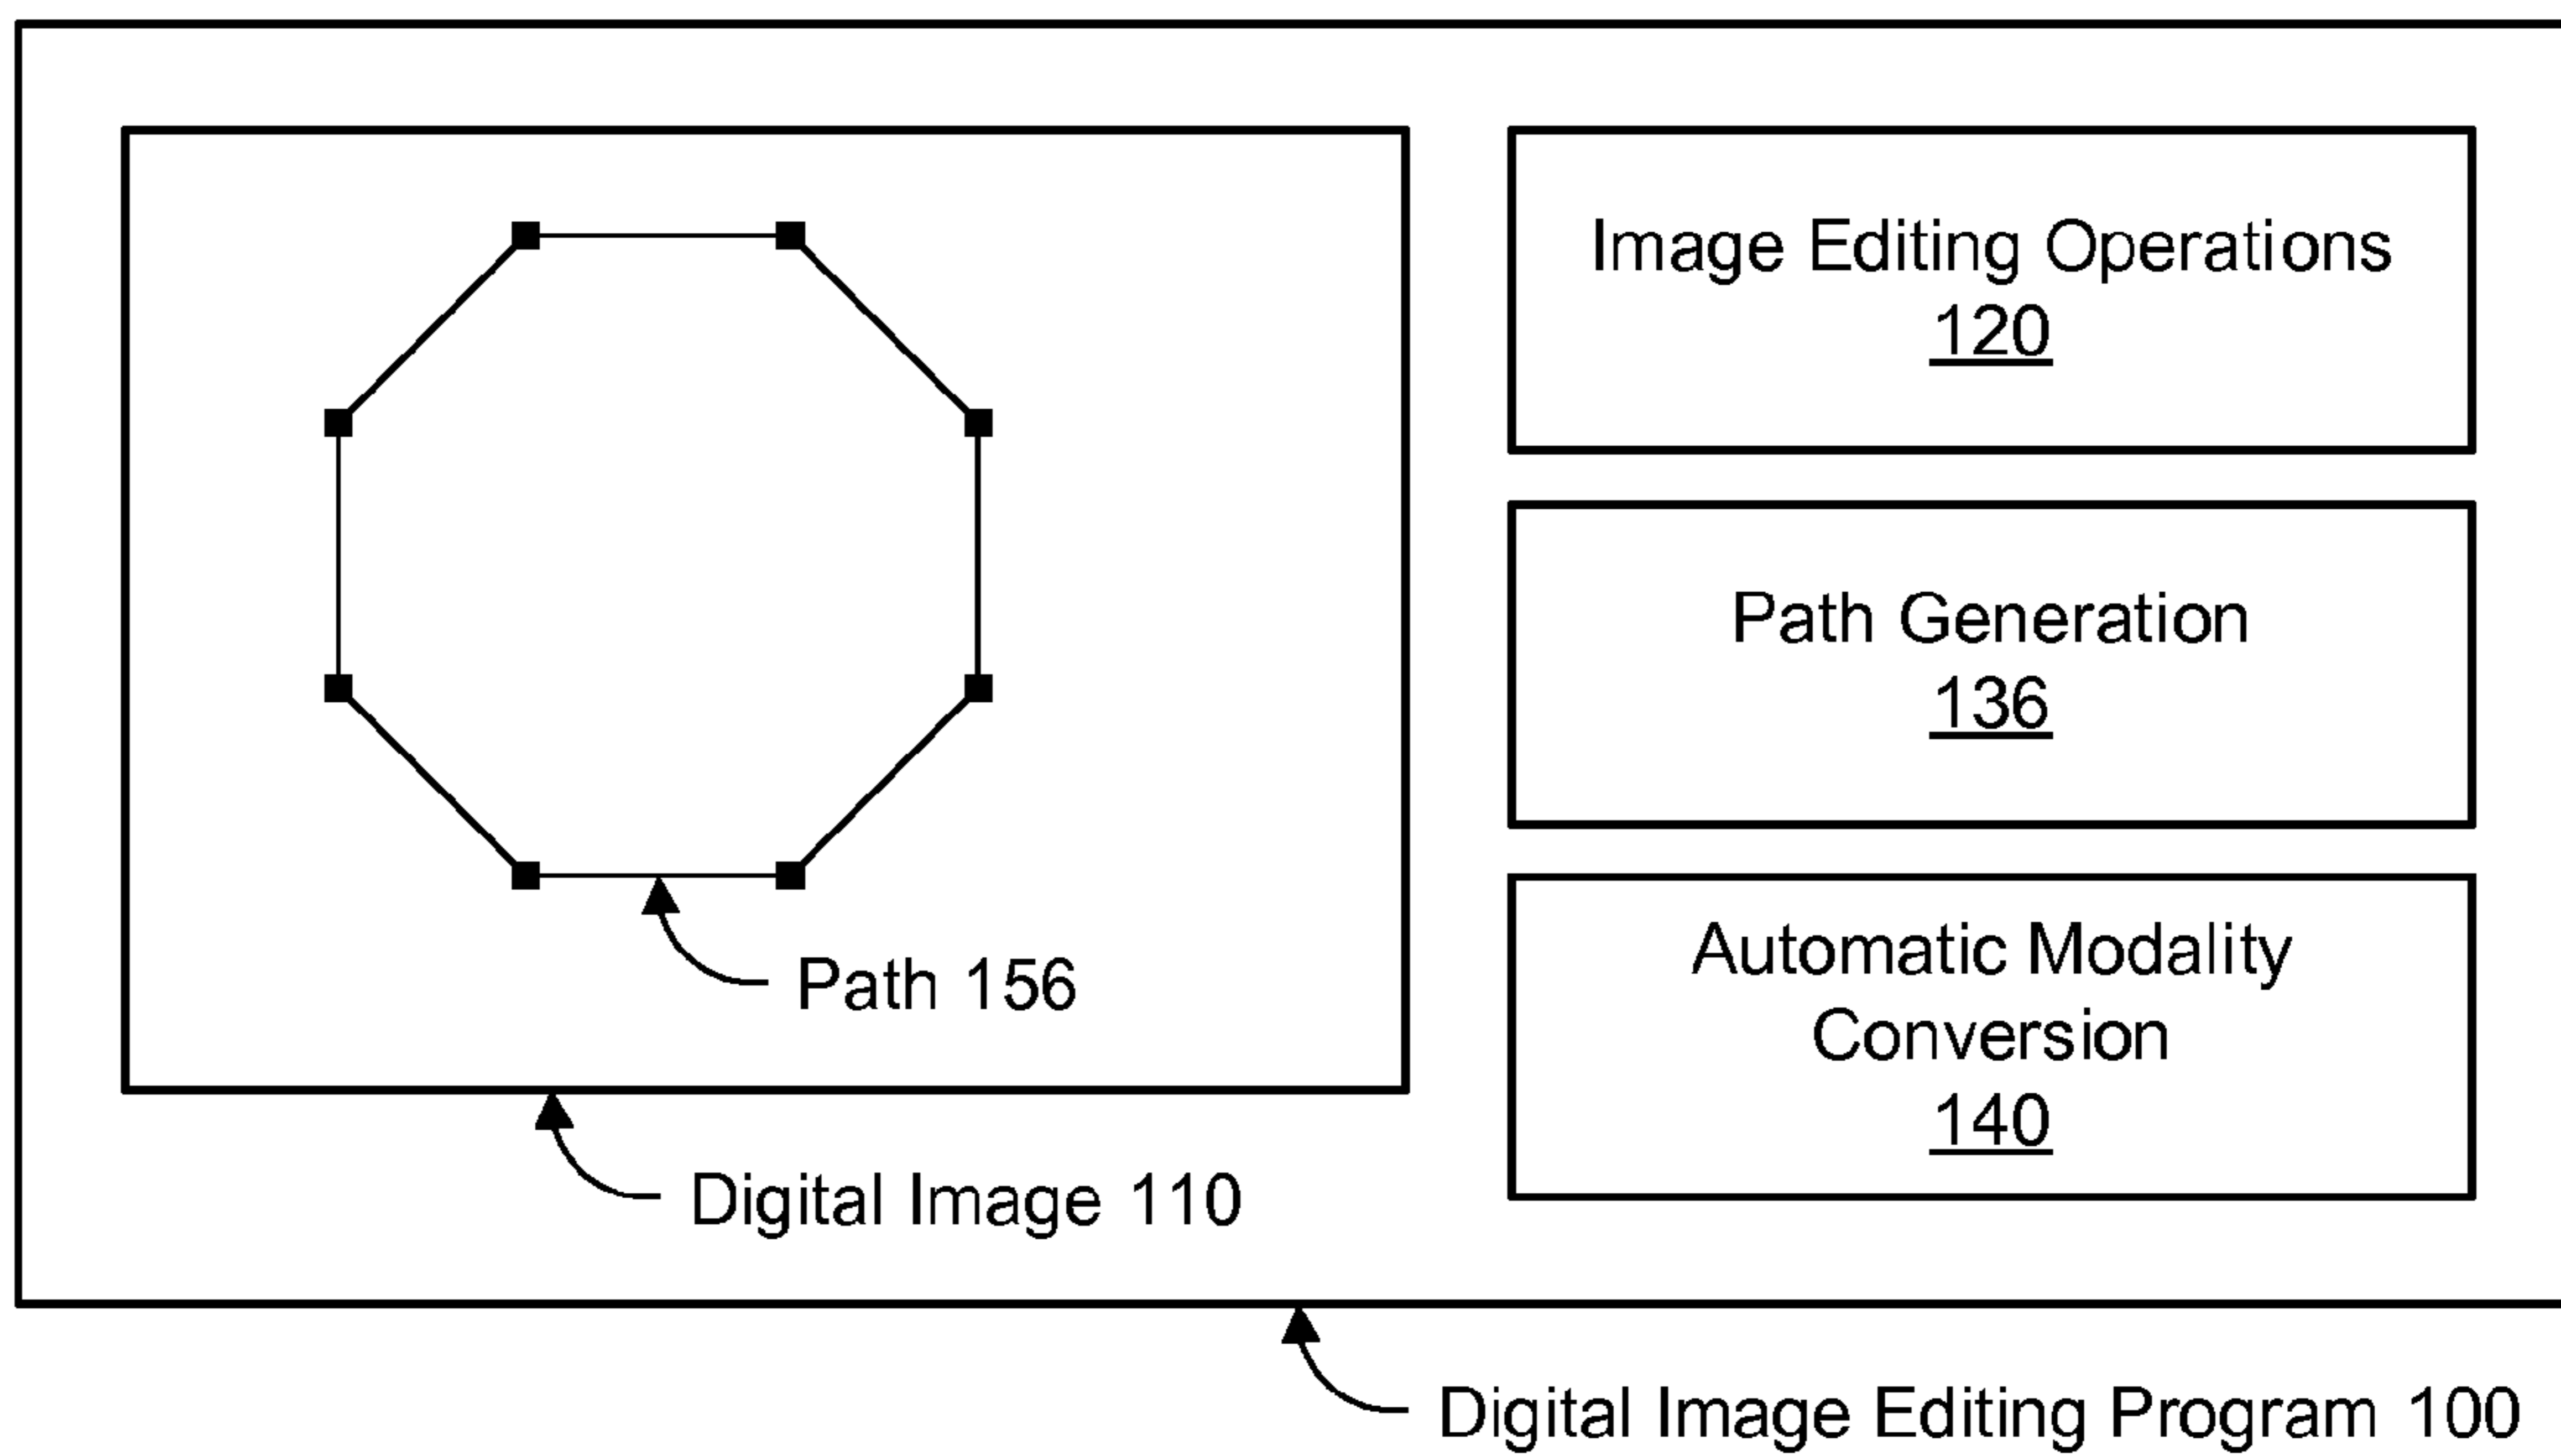 Image Editing Operations
120
Path Generation
136
Automatic Modality
Conversion
140
Path 156
Digital Image 110
Digital Image Editing Program 100